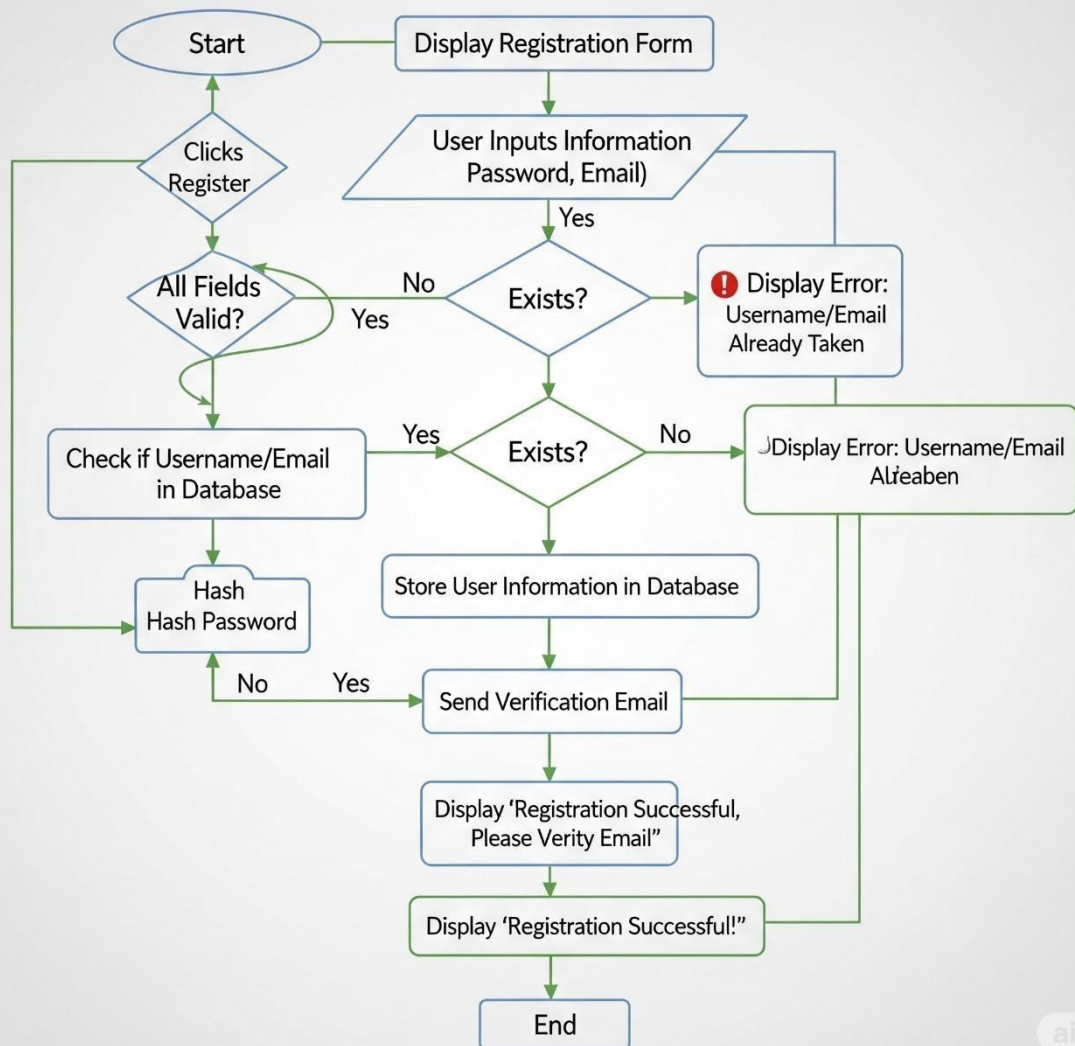 Start
Display Registration Form
Clicks
Register
User Inputs Information
Password, Email)
Yes
All Fields
Valid?
No
Yes
Exists?
Display Error:
Username/Email
Already Taken
Check if Username/Email
in Database
Yes
Exists?
No
Display Error: Username/Email
Hash
Hash Password
Store User Information in Database
No
Yes
Send Verification Email
Display ‘Registration Successful,
Please Verity Email”
Display ‘Registration Successful!”
End
ai